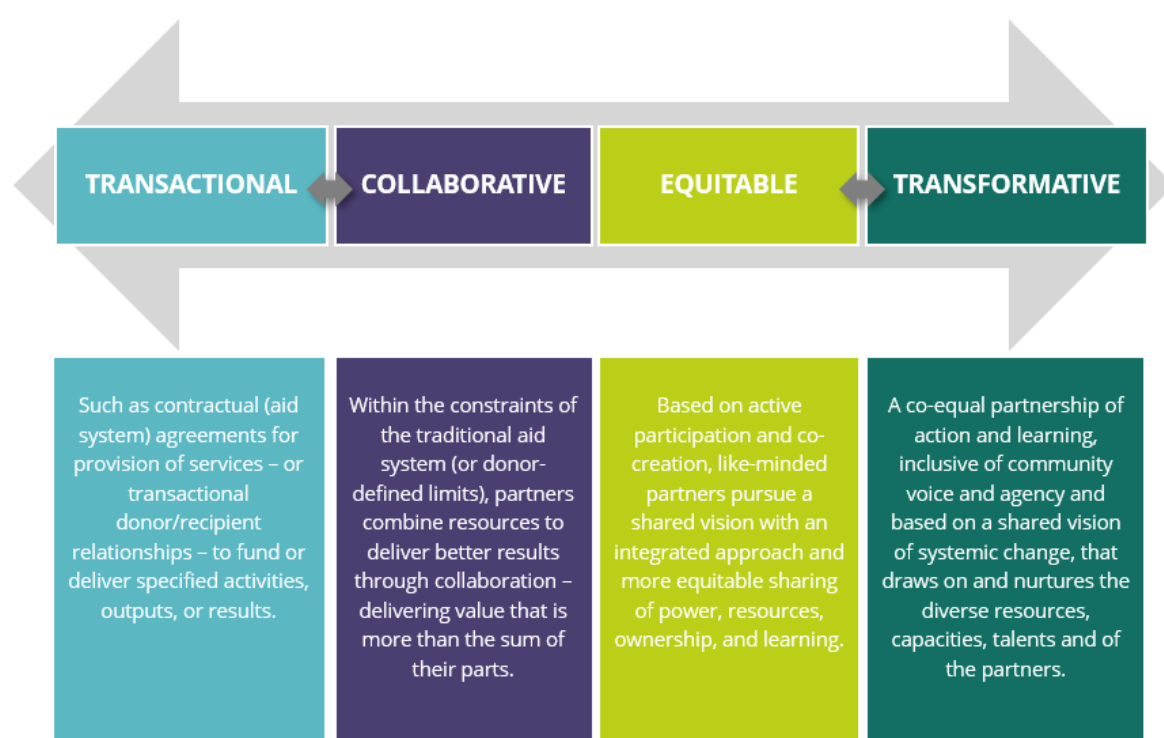 TRANSACTIONAL
COLLABORATIVE
EQUITABLE
TRANSFORMATIVE
Such as contractual (aid
system) agreements for
provision of services – or
transactional
donor/recipient
relationships – to fund or
deliver specified activities,
outputs, or results.
Within the constraints of
the traditional aid
system (or donor-
defined limits), partners
combine resources to
deliver better results
through collaboration –
delivering value that is
more than the sum of
their parts.
Based on active
participation and co-
creation, like-minded
partners pursue a
shared vision with an
integrated approach and
more equitable sharing
of power, resources,
ownership, and learning.
A co-equal partnership of
action and learning,
inclusive of community
voice and agency and
based on a shared vision
of systemic change, that
draws on and nurtures the
diverse resources,
capacities, talents and of
the partners.